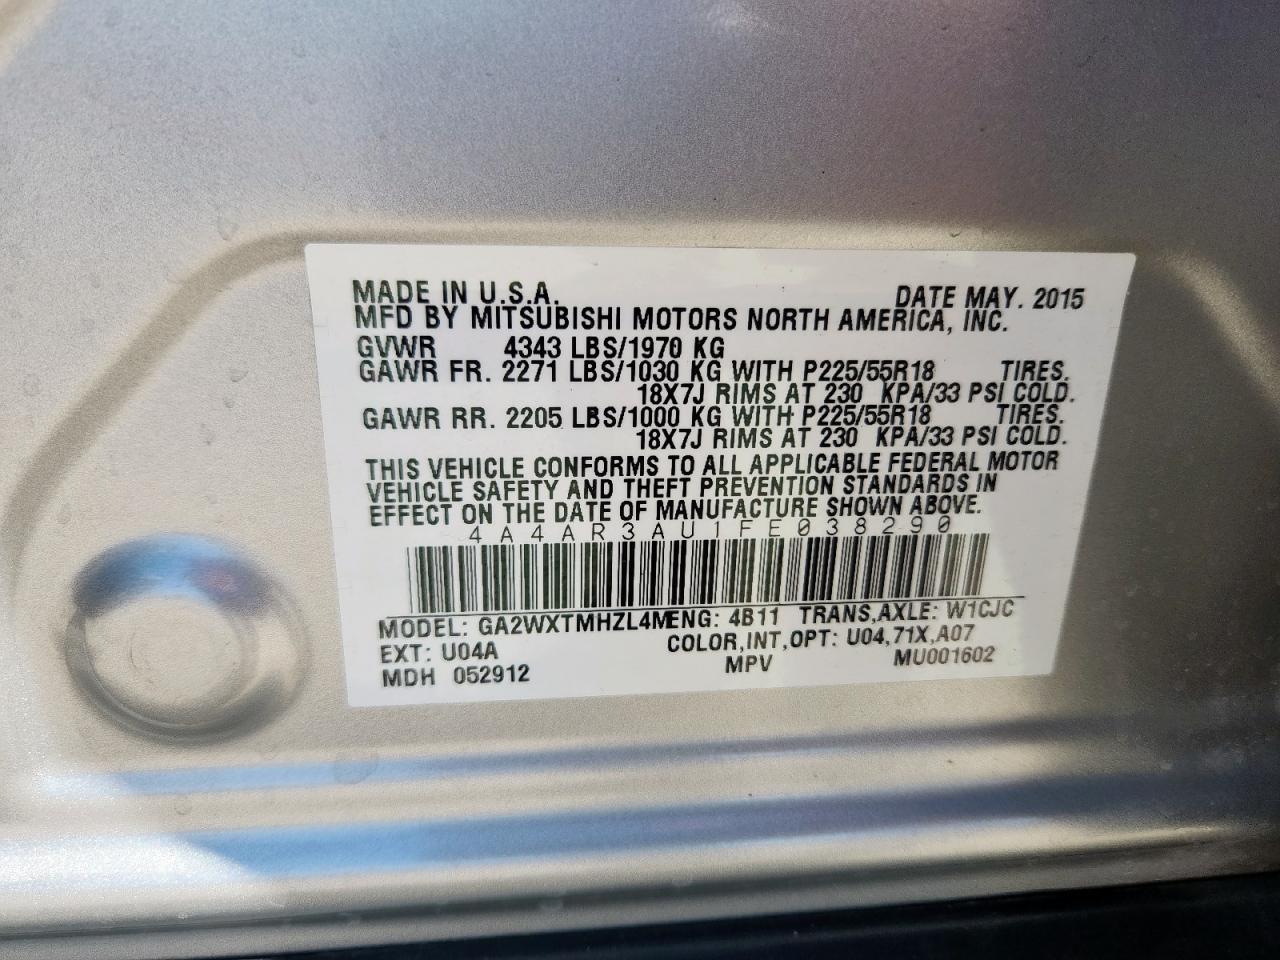 MADE IN U.S.A. DATE MAY. 2015
MFD BY MITSUBISHI MOTORS NORTH AMERICA, INC.
GVWR 4343 LBS/1970 KG
GAWR FR. 2271 LBS/1030 KG WITH P225/55R18 TIRES.
18X7J RIMS AT 230 KPA/33 PSI COLD.
GAWR RR. 2205 LBS/1000 KG WITH P225/55R18 TIRES.
18X7J RIMS AT 230 KPA/33 PSI COLD.
THIS VEHICLE CONFORMS TO ALL APPLICABLE FEDERAL MOTOR
VEHICLE SAFETY AND THEFT PREVENTION STANDARDS IN
EFFECT ON THE DATE OF MANUFACTURE SHOWN ABOVE.
4A4AR3AU1FE038290
MODEL: GA2WXTMHZL4M ENG: 4B11 TRANS,AXLE: W1CJC
EXT: U04A COLOR,INT,OPT: U04,71X,A07
MDH 052912 MPV MU001602